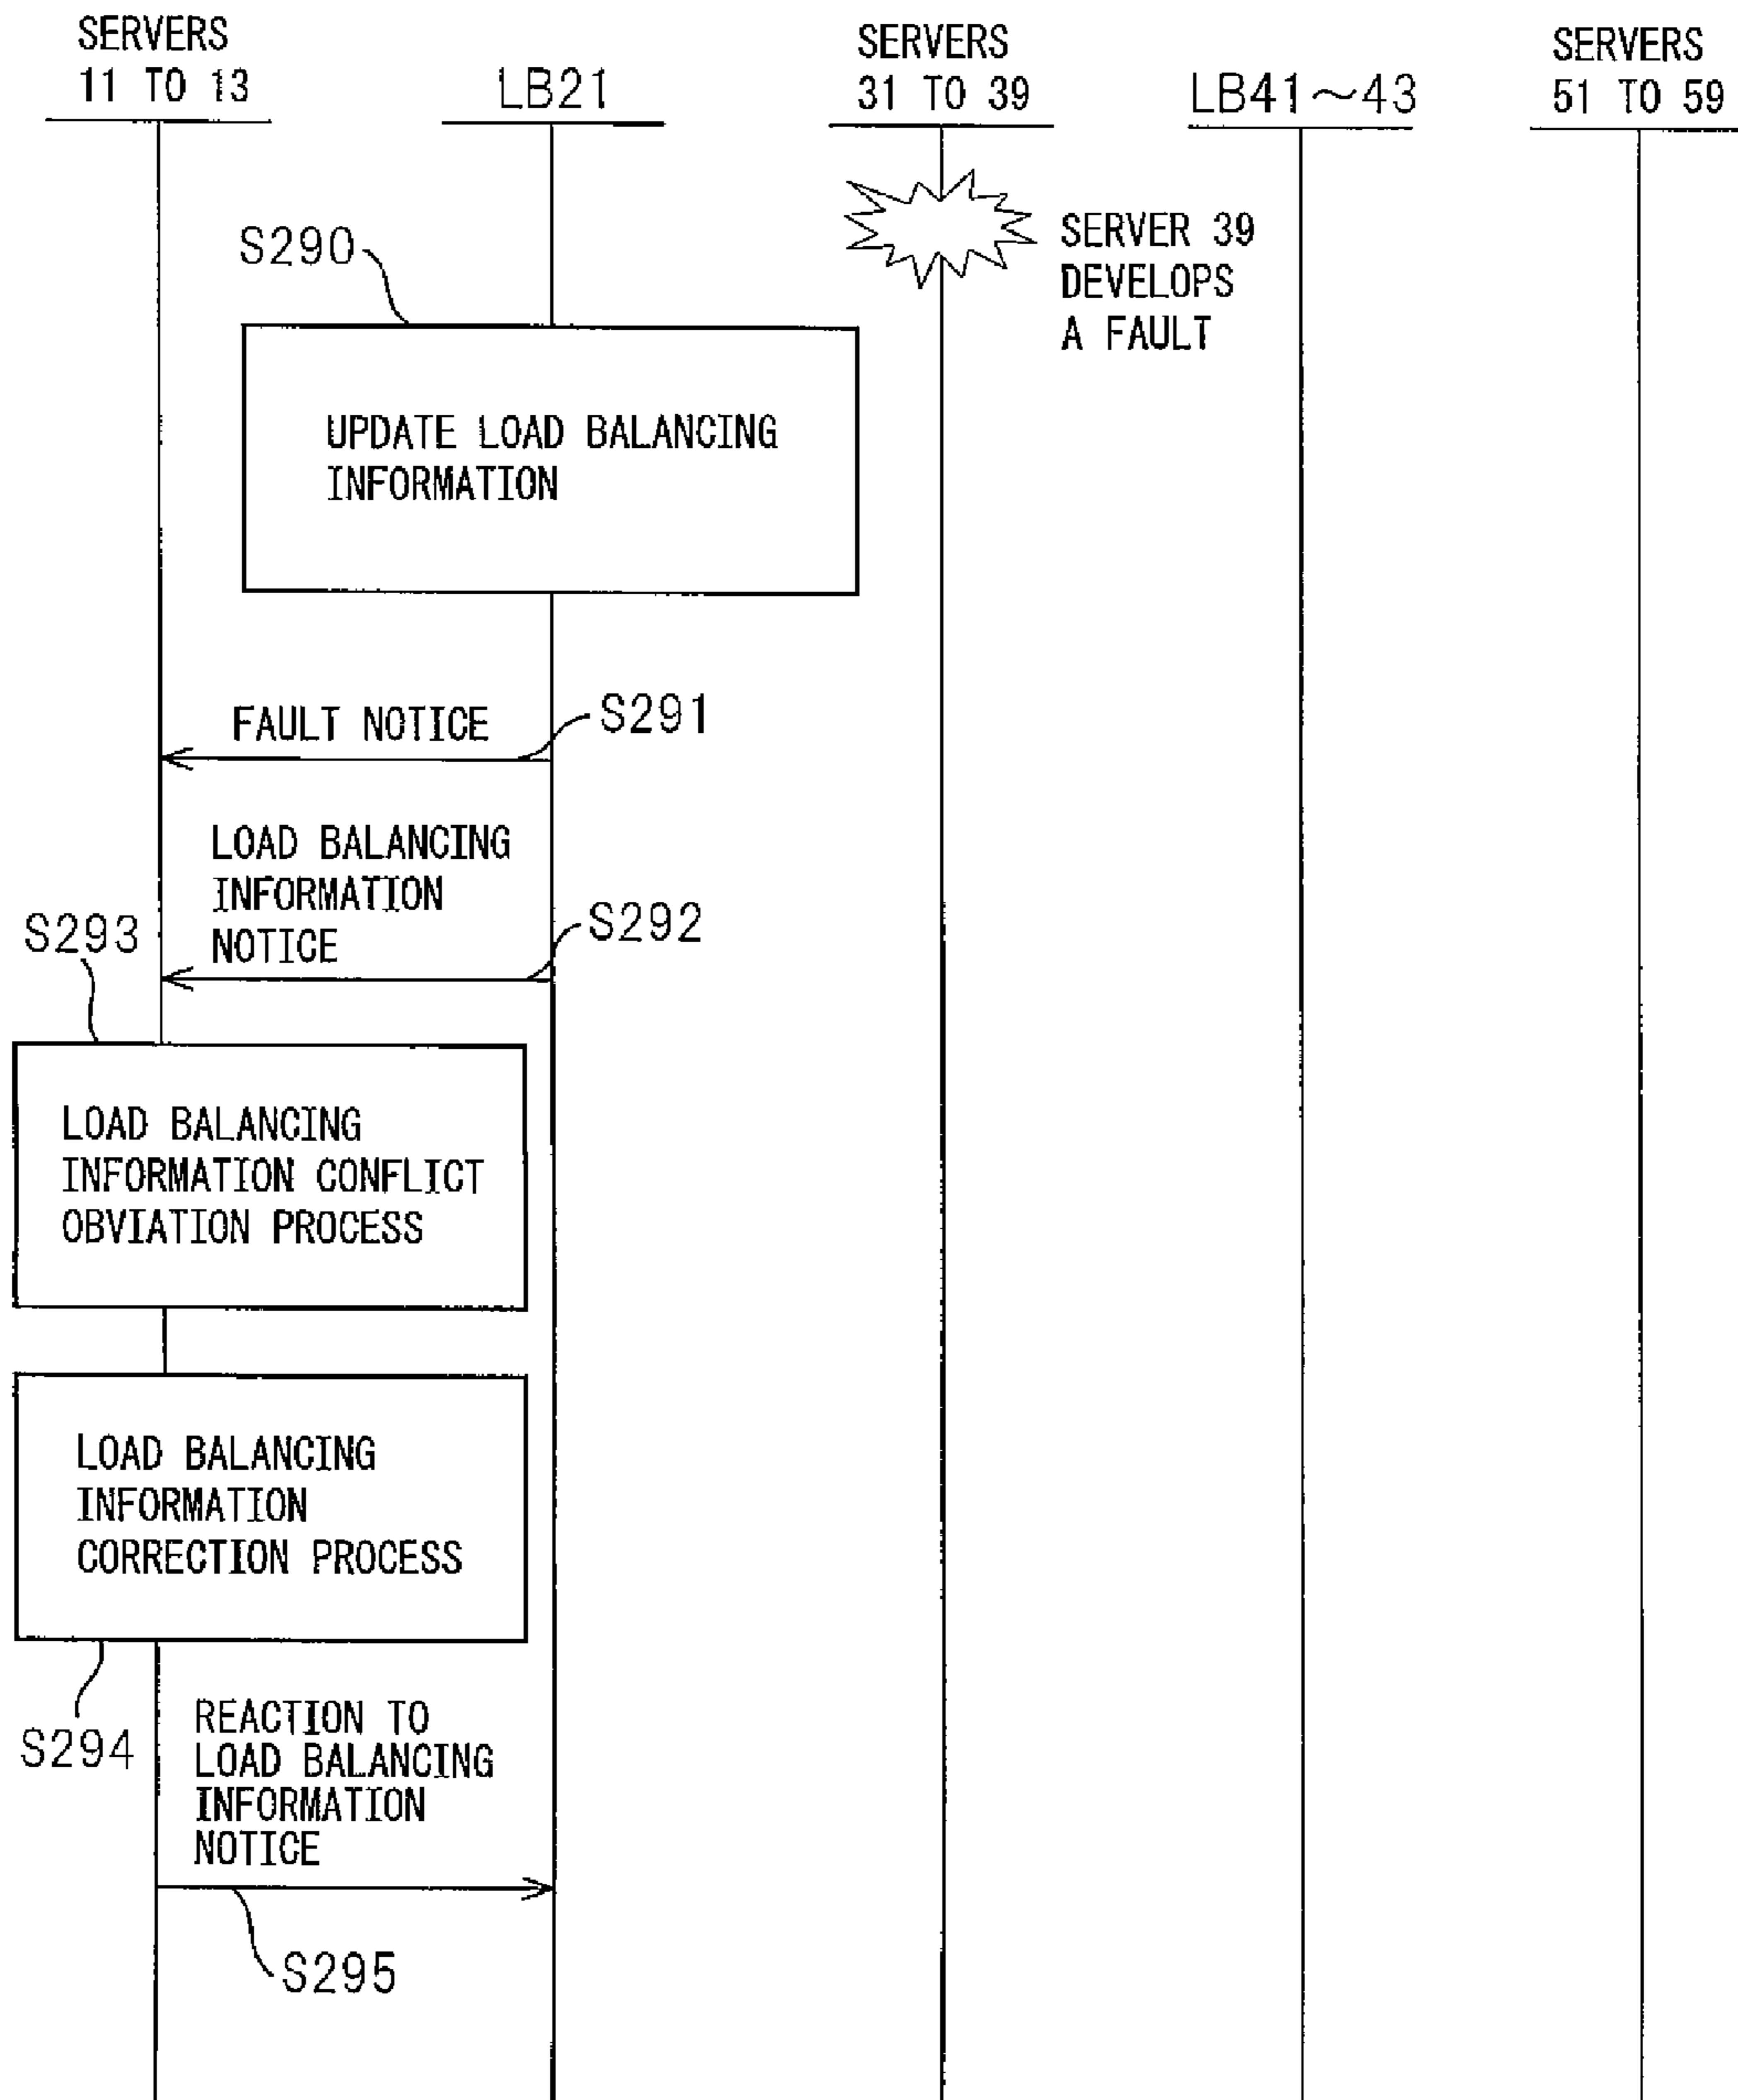 SERVERS
11 TO 13
LB21
SERVERS
31 TO 39
LB41～43
SERVERS
51 TO 59
SERVER 39
DEVELOPS
A FAULT
S290
UPDATE LOAD BALANCING
INFORMATION
FAULT NOTICE
S291
LOAD BALANCING
INFORMATION
NOTICE
S292
S293
LOAD BALANCING
INFORMATION CONFLICT
OBVIATION PROCESS
LOAD BALANCING
INFORMATION
CORRECTION PROCESS
S294
REACTION TO
LOAD BALANCING
INFORMATION
NOTICE
S295